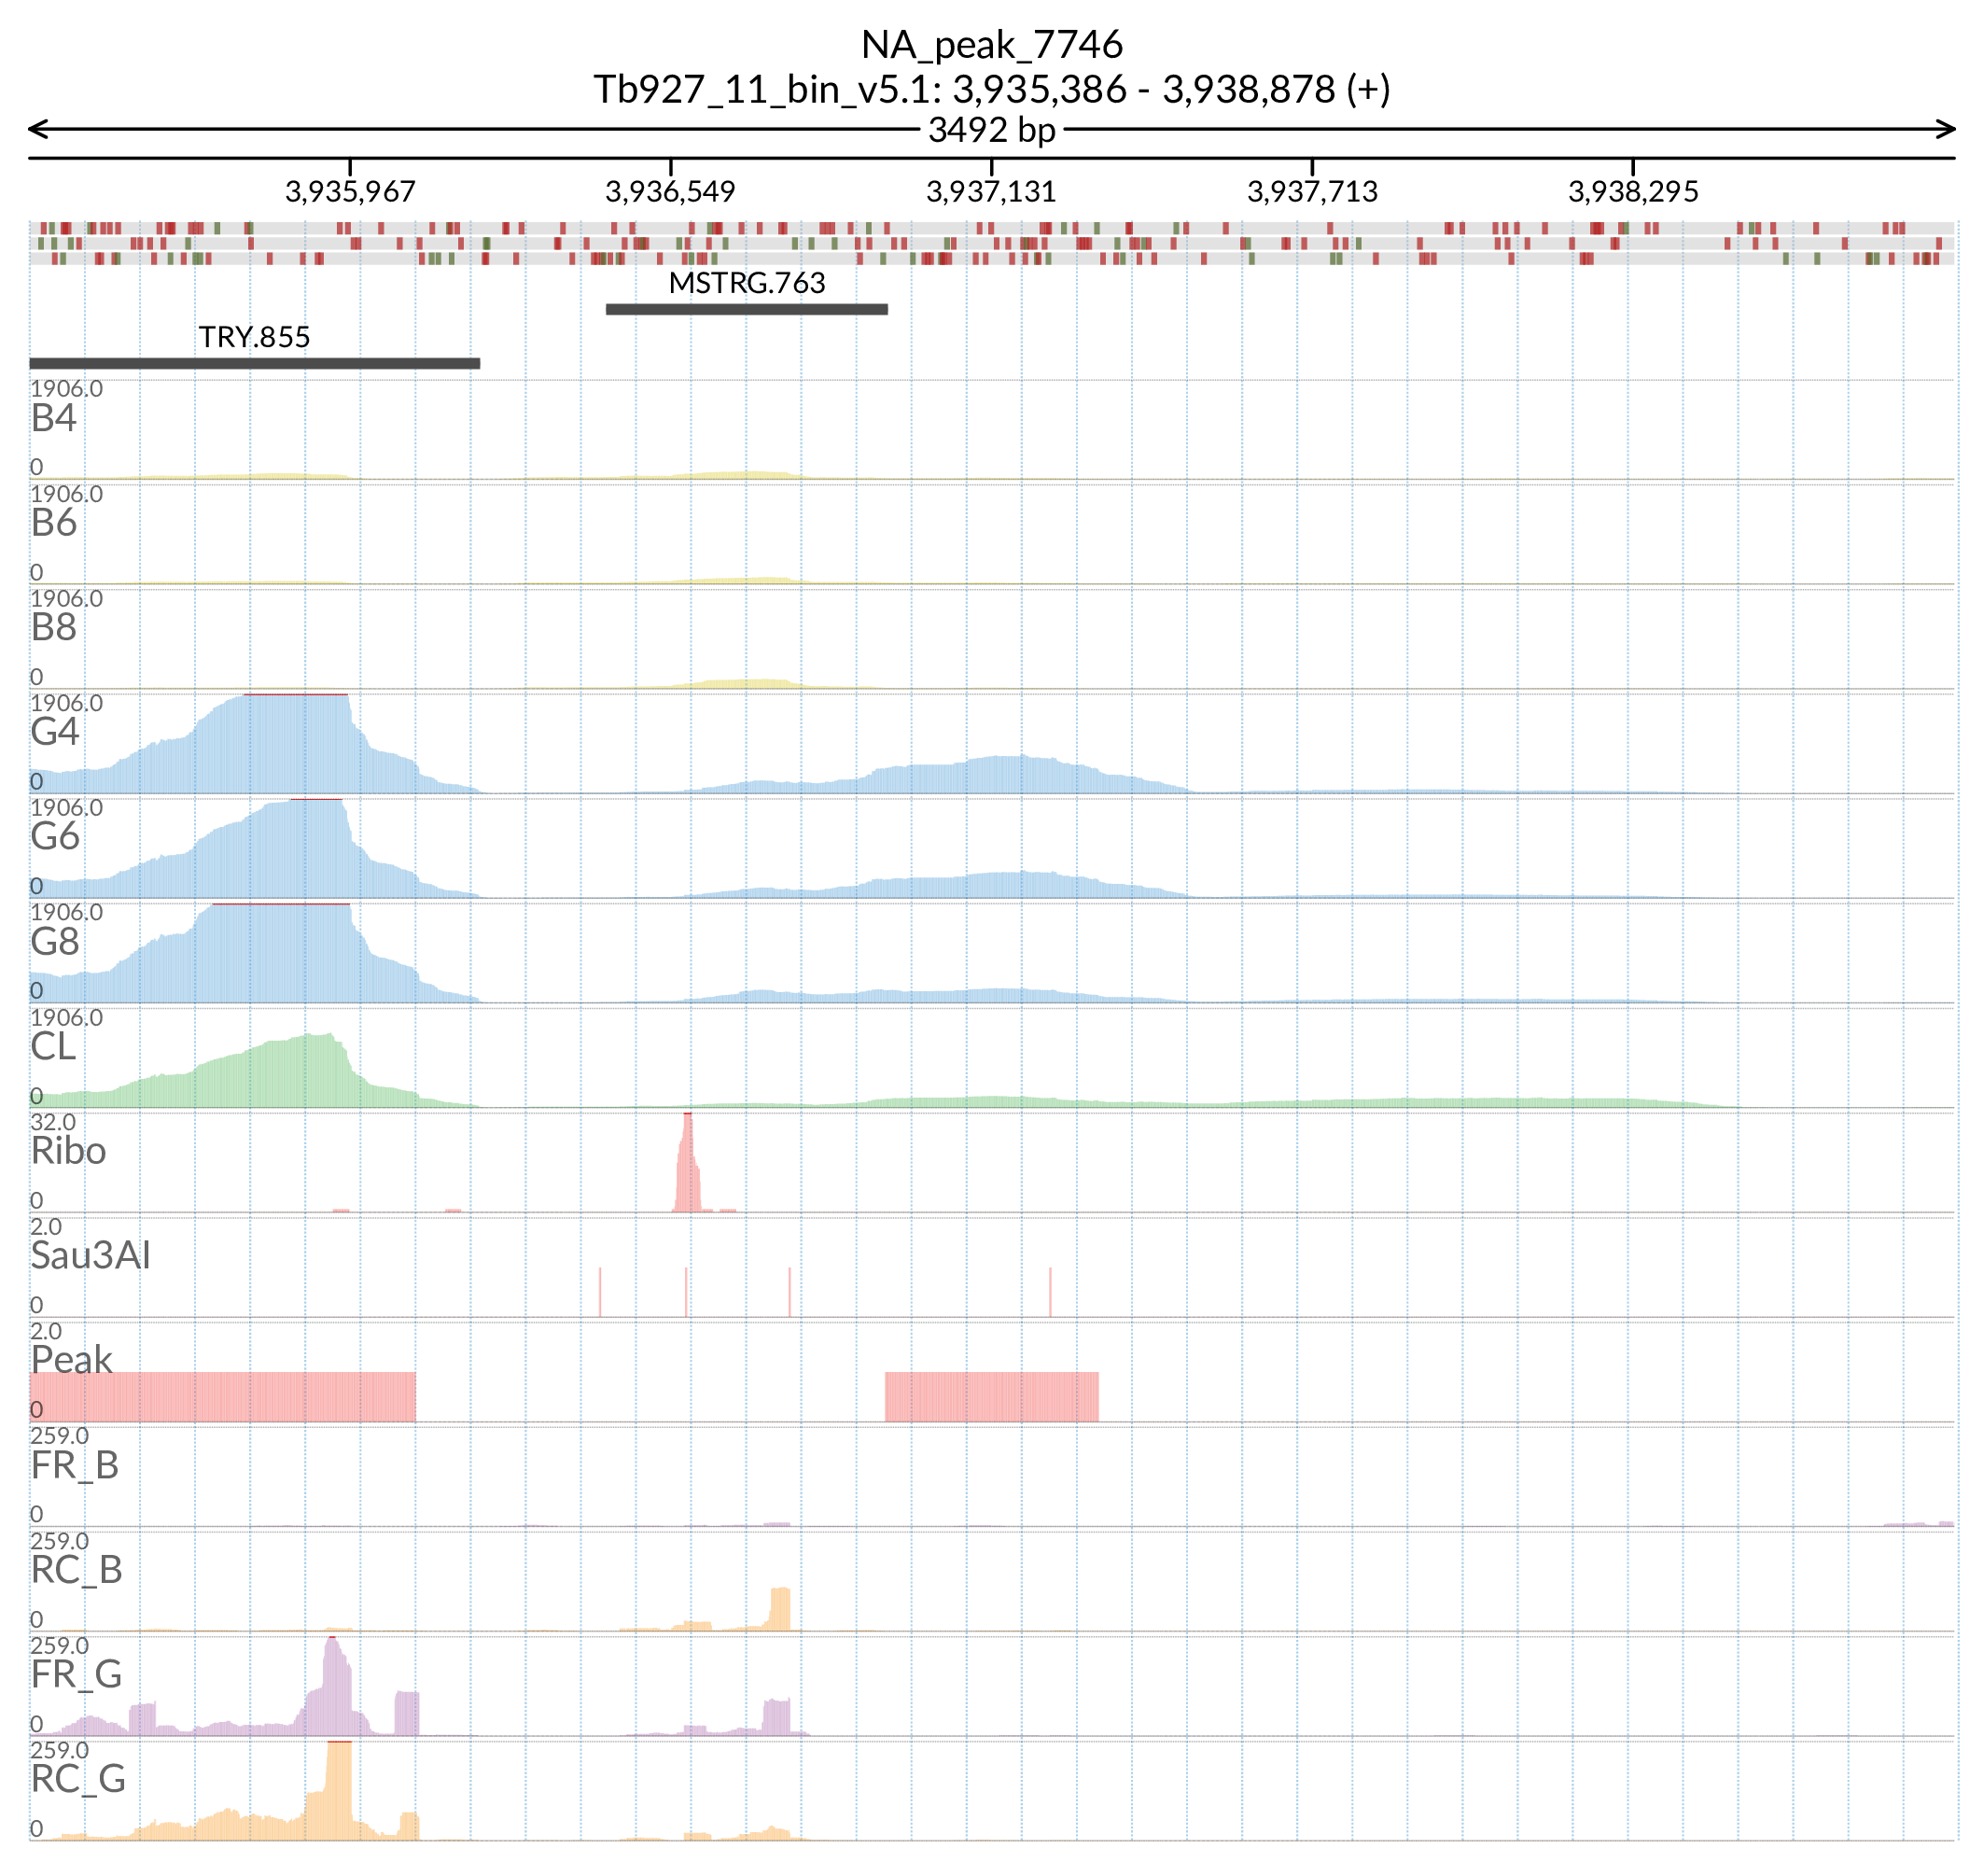 NA_peak_7746
Tb927_11_bin_v5.1: 3,935,386 - 3,938,878 (+)
3492 bp
3,935,967 3,936,549 3,937,131 3,937,713 3,938,295
MSTRG.763
TRY.855
1906.0
B4
0
1906.0
B6
0
1906.0
B8
0
1906.0
G4
0
1906.0
G6
0
1906.0
G8
0
1906.0
CL
0
32.0
Ribo
0
2.0
Sau3AI
0
2.0
Peak
0
259.0
FR_B
0
259.0
RC_B
0
259.0
FR_G
0
259.0
RC_G
0